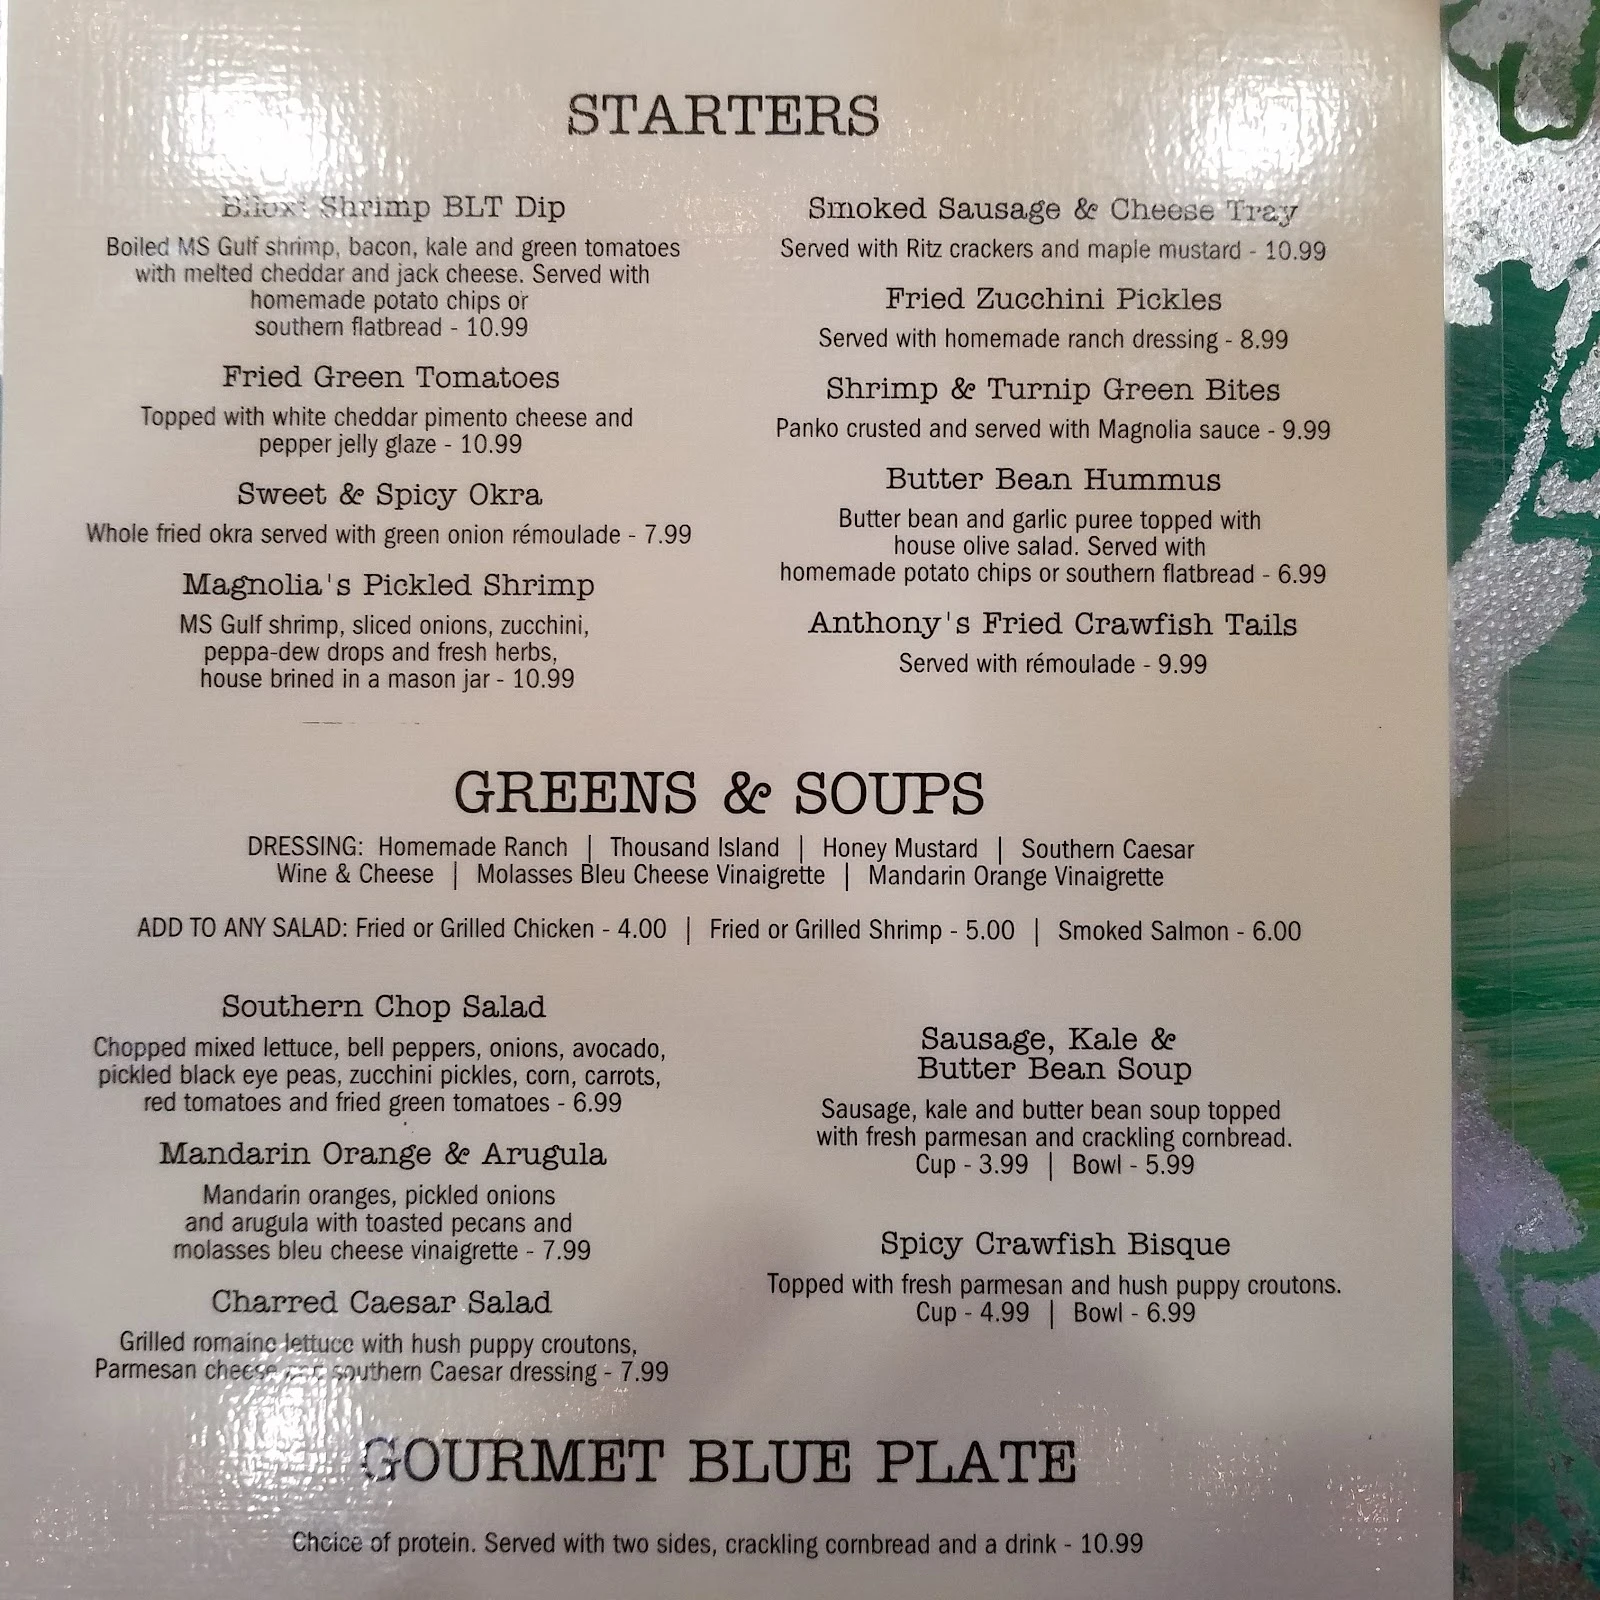 STARTERS
Biloxi Shrimp BLT Dip
Boiled MS Gulf shrimp, bacon, kale and green tomatoes
with melted cheddar and jack cheese. Served with
homemade potato chips or
southern flatbread - 10.99
Fried Green Tomatoes
Topped with white cheddar pimento cheese and
pepper jelly glaze - 10.99
Sweet & Spicy Okra
Whole fried okra served with green onion rémoulade - 7.99
Magnolia's Pickled Shrimp
MS Gulf shrimp, sliced onions, zucchini,
peppa-dew drops and fresh herbs,
house brined in a mason jar - 10.99
Smoked Sausage & Cheese Tray
Served with Ritz crackers and maple mustard - 10.99
Fried Zucchini Pickles
Served with homemade ranch dressing - 8.99
Shrimp & Turnip Green Bites
Panko crusted and served with Magnolia sauce - 9.99
Butter Bean Hummus
Butter bean and garlic puree topped with
house olive salad. Served with
homemade potato chips or southern flatbread - 6.99
Anthony's Fried Crawfish Tails
Served with rémoulade - 9.99
GREENS & SOUPS
DRESSING: Homemade Ranch | Thousand Island | Honey Mustard | Southern Caesar
Wine & Cheese | Molasses Bleu Cheese Vinaigrette | Mandarin Orange Vinaigrette
ADD TO ANY SALAD: Fried or Grilled Chicken - 4.00 | Fried or Grilled Shrimp - 5.00 | Smoked Salmon - 6.00
Southern Chop Salad
Chopped mixed lettuce, bell peppers, onions, avocado,
pickled black eye peas, zucchini pickles, corn, carrots,
red tomatoes and fried green tomatoes - 6.99
Mandarin Orange & Arugula
Mandarin oranges, pickled onions
and arugula with toasted pecans and
molasses bleu cheese vinaigrette - 7.99
Charred Caesar Salad
Grilled romaine lettuce with hush puppy croutons,
Parmesan cheese and southern Caesar dressing - 7.99
Sausage, Kale &
Butter Bean Soup
Sausage, kale and butter bean soup topped
with fresh parmesan and crackling cornbread.
Cup - 3.99 | Bowl - 5.99
Spicy Crawfish Bisque
Topped with fresh parmesan and hush puppy croutons.
Cup - 4.99 | Bowl - 6.99
GOURMET BLUE PLATE
Choice of protein. Served with two sides, crackling cornbread and a drink - 10.99